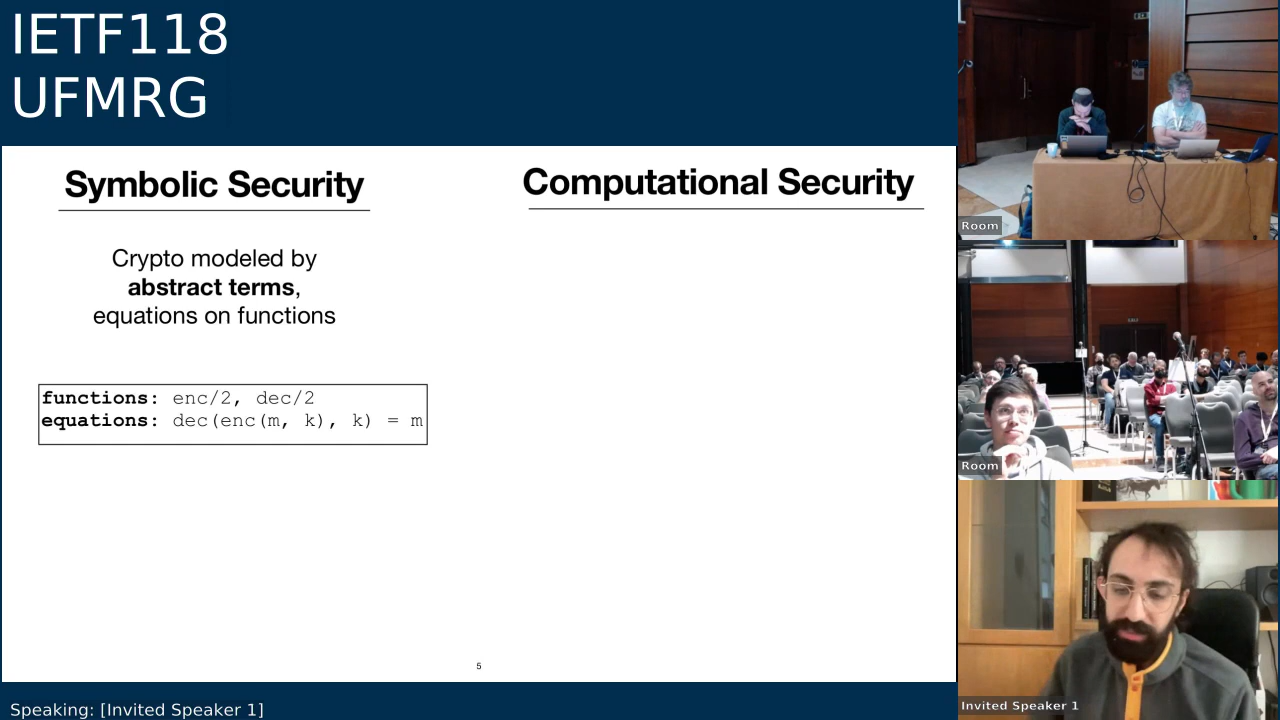 IETF118
UFMRG
Symbolic Security
Computational Security
Crypto modeled by
abstract terms,
equations on functions
functions: enc/2, dec/2
equations: dec(enc(m, k), k) = m
5
Speaking: [Invited Speaker 1]
Room
Room
Invited Speaker 1